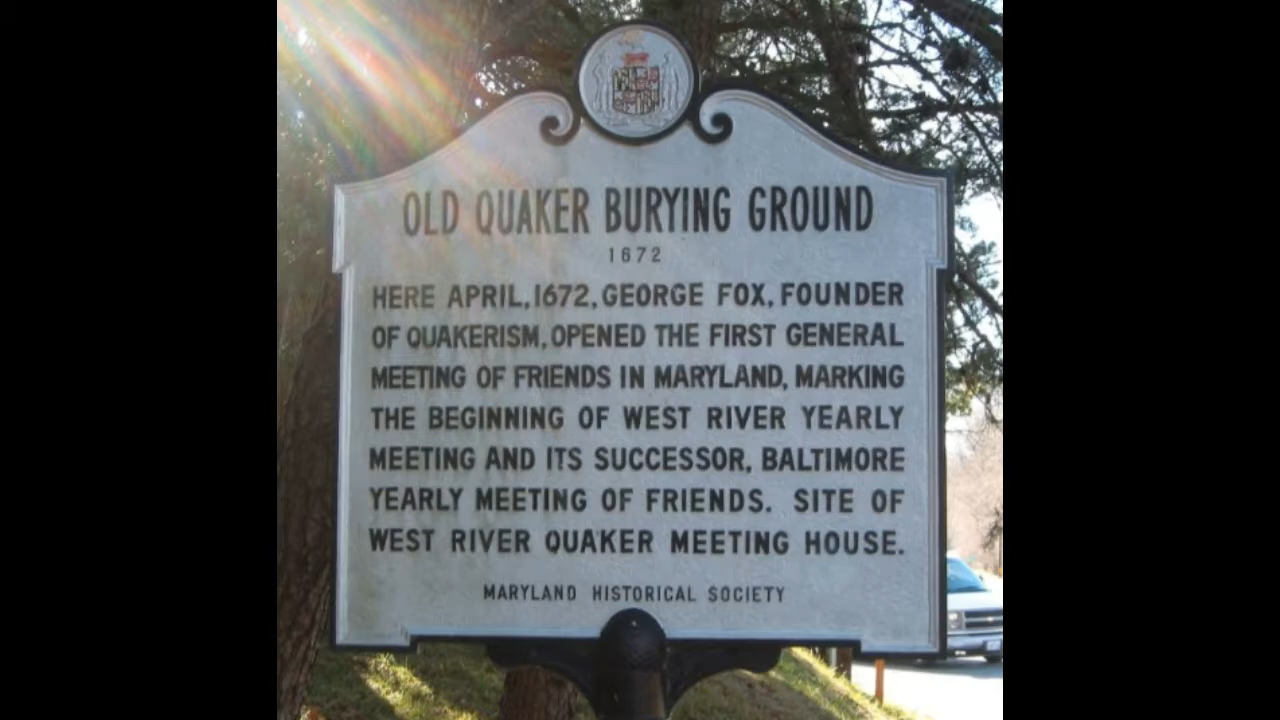 OLD QUAKER BURYING GROUND
1672
HERE APRIL, 1672, GEORGE FOX, FOUNDER
OF QUAKERISM, OPENED THE FIRST GENERAL
MEETING OF FRIENDS IN MARYLAND, MARKING
THE BEGINNING OF WEST RIVER YEARLY
MEETING AND ITS SUCCESSOR, BALTIMORE
YEARLY MEETING OF FRIENDS. SITE OF
WEST RIVER QUAKER MEETING HOUSE.
MARYLAND HISTORICAL SOCIETY